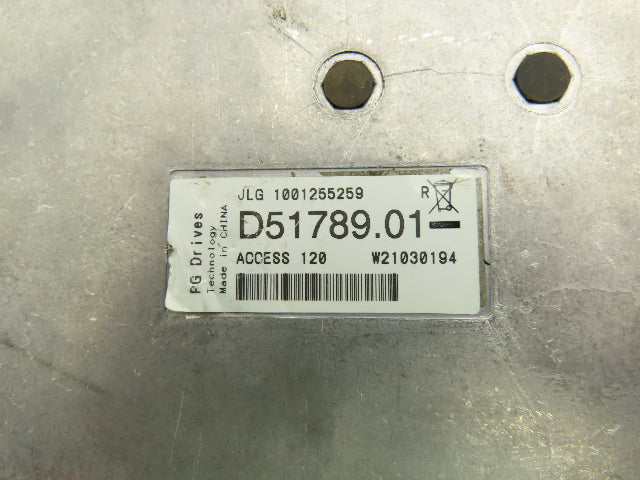 JLG 1001255259 R
D51789.01-
ACCESS 120 W21030194
PG Drives
Technology
Made in CHINA